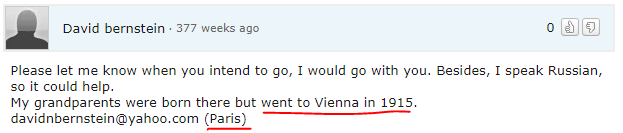 David bernstein · 377 weeks ago
0
Please let me know when you intend to go, I would go with you. Besides, I speak Russian,
so it could help.
My grandparents were born there but went to Vienna in 1915.
davidnbernstein@yahoo.com (Paris)